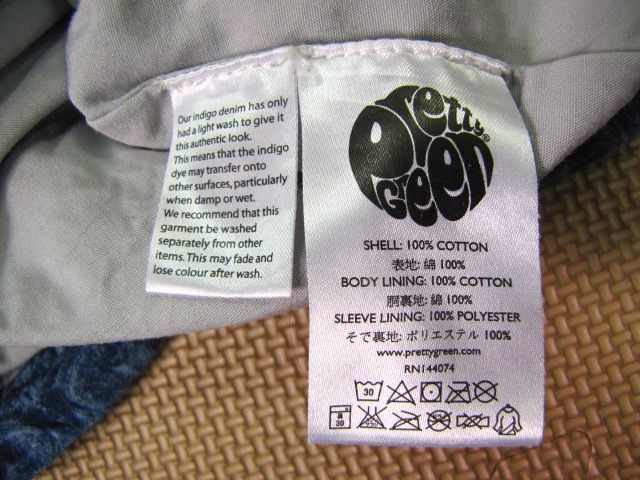 Our indigo denim has only
had a light wash to give it
this authentic look.
This means that the indigo
dye may transfer onto
other surfaces, particularly
when damp or wet.
We recommend that this
garment be washed
separately from other
items. This may fade and
lose colour after wash.
Pretty
Green®
SHELL: 100% COTTON
表地: 綿 100%
BODY LINING: 100% COTTON
胴裏地: 綿 100%
SLEEVE LINING: 100% POLYESTER
そで裏地: ポリエステル 100%
www.prettygreen.com
RN144074
30
30